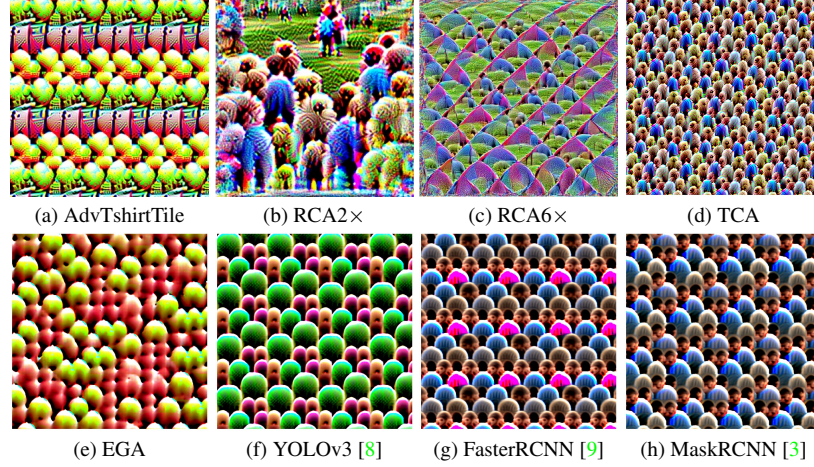 (a) AdvTshirtTile
(b) RCA2×
(c) RCA6×
(d) TCA
(e) EGA
(f) YOLOv3 [8]
(g) FasterRCNN [9]
(h) MaskRCNN [3]